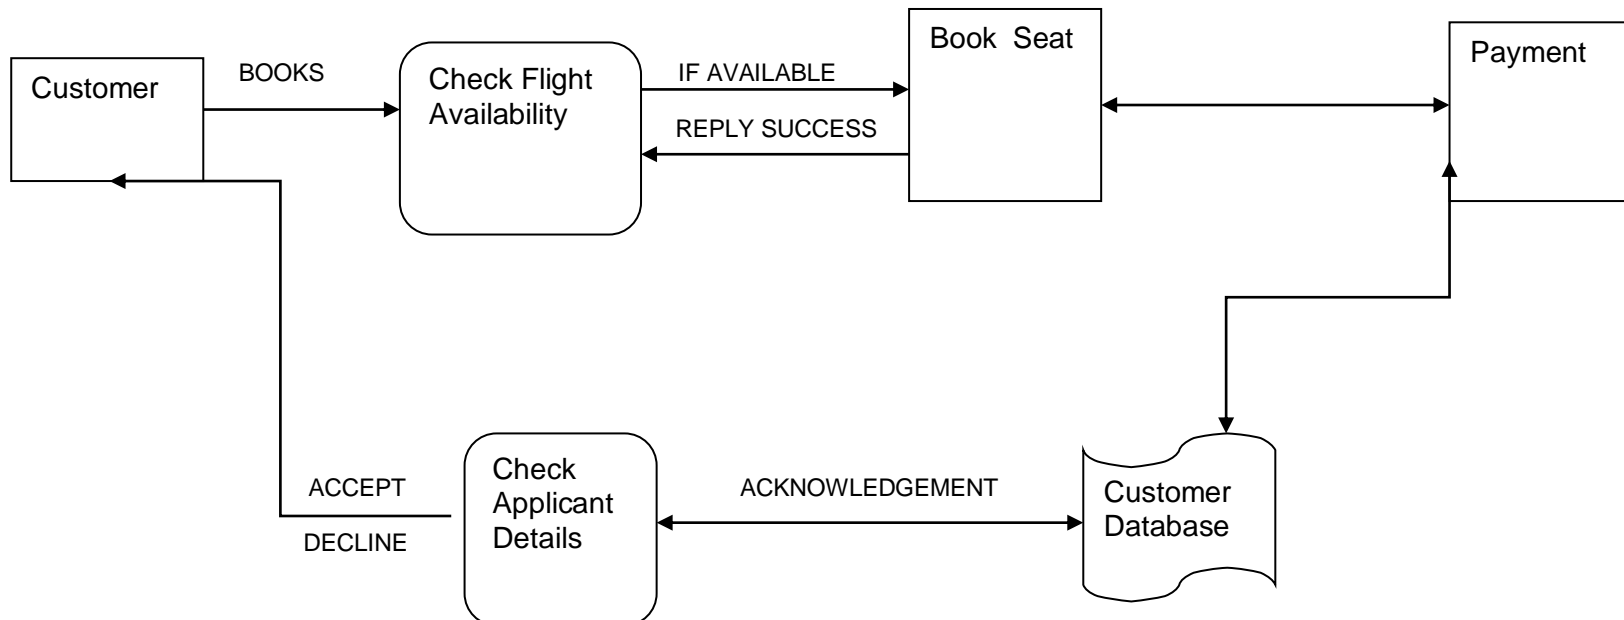 Customer
BOOKS
Check Flight
Availability
IF AVAILABLE
REPLY SUCCESS
Book Seat
Payment
ACCEPT
DECLINE
Check
Applicant
Details
ACKNOWLEDGEMENT
Customer
Database